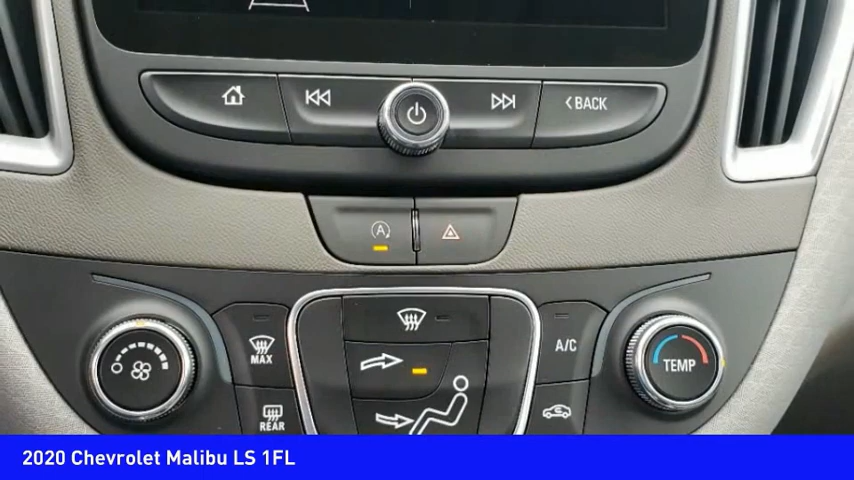 <BACK
A
MAX
A/C
TEMP
REAR
2020 Chevrolet Malibu LS 1FL